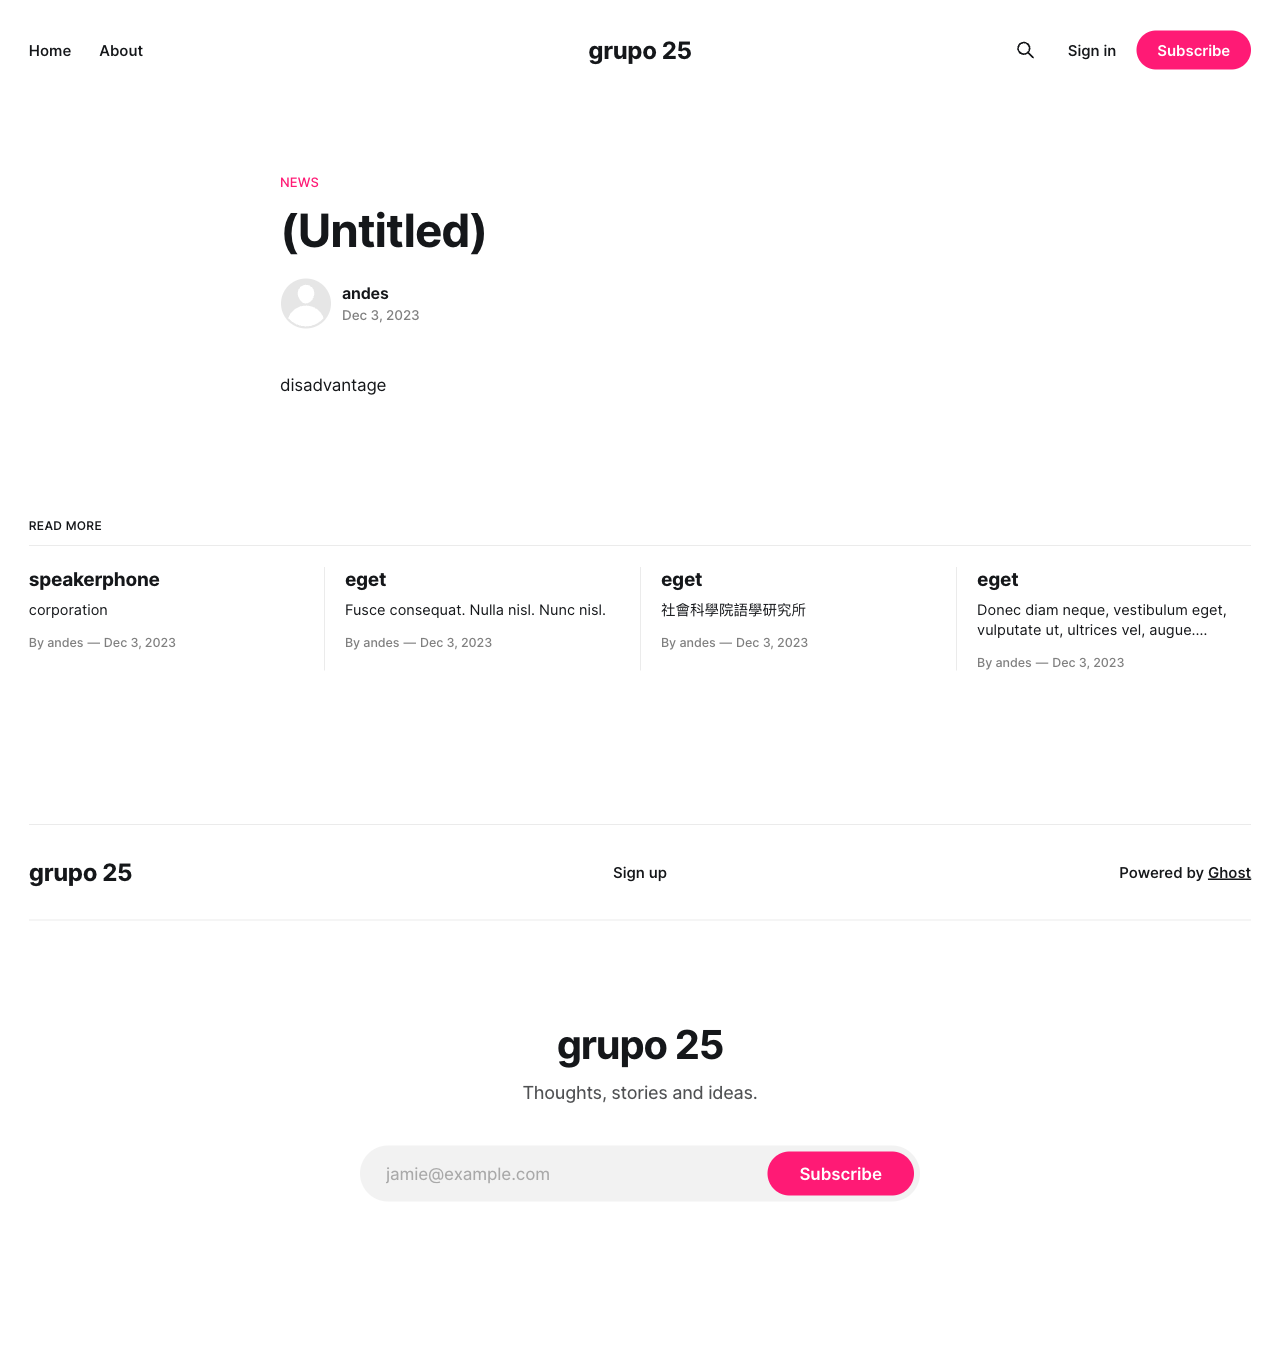 Home
About
grupo 25
Sign in
Subscribe
NEWS
(Untitled)
andes
Dec 3, 2023
disadvantage
READ MORE
speakerphone
corporation
By andes — Dec 3, 2023
eget
Fusce consequat. Nulla nisl. Nunc nisl.
By andes — Dec 3, 2023
eget
社會科學院語學研究所
By andes — Dec 3, 2023
eget
Donec diam neque, vestibulum eget,
vulputate ut, ultrices vel, augue....
By andes — Dec 3, 2023
grupo 25
Sign up
Powered by Ghost
grupo 25
Thoughts, stories and ideas.
jamie@example.com
Subscribe